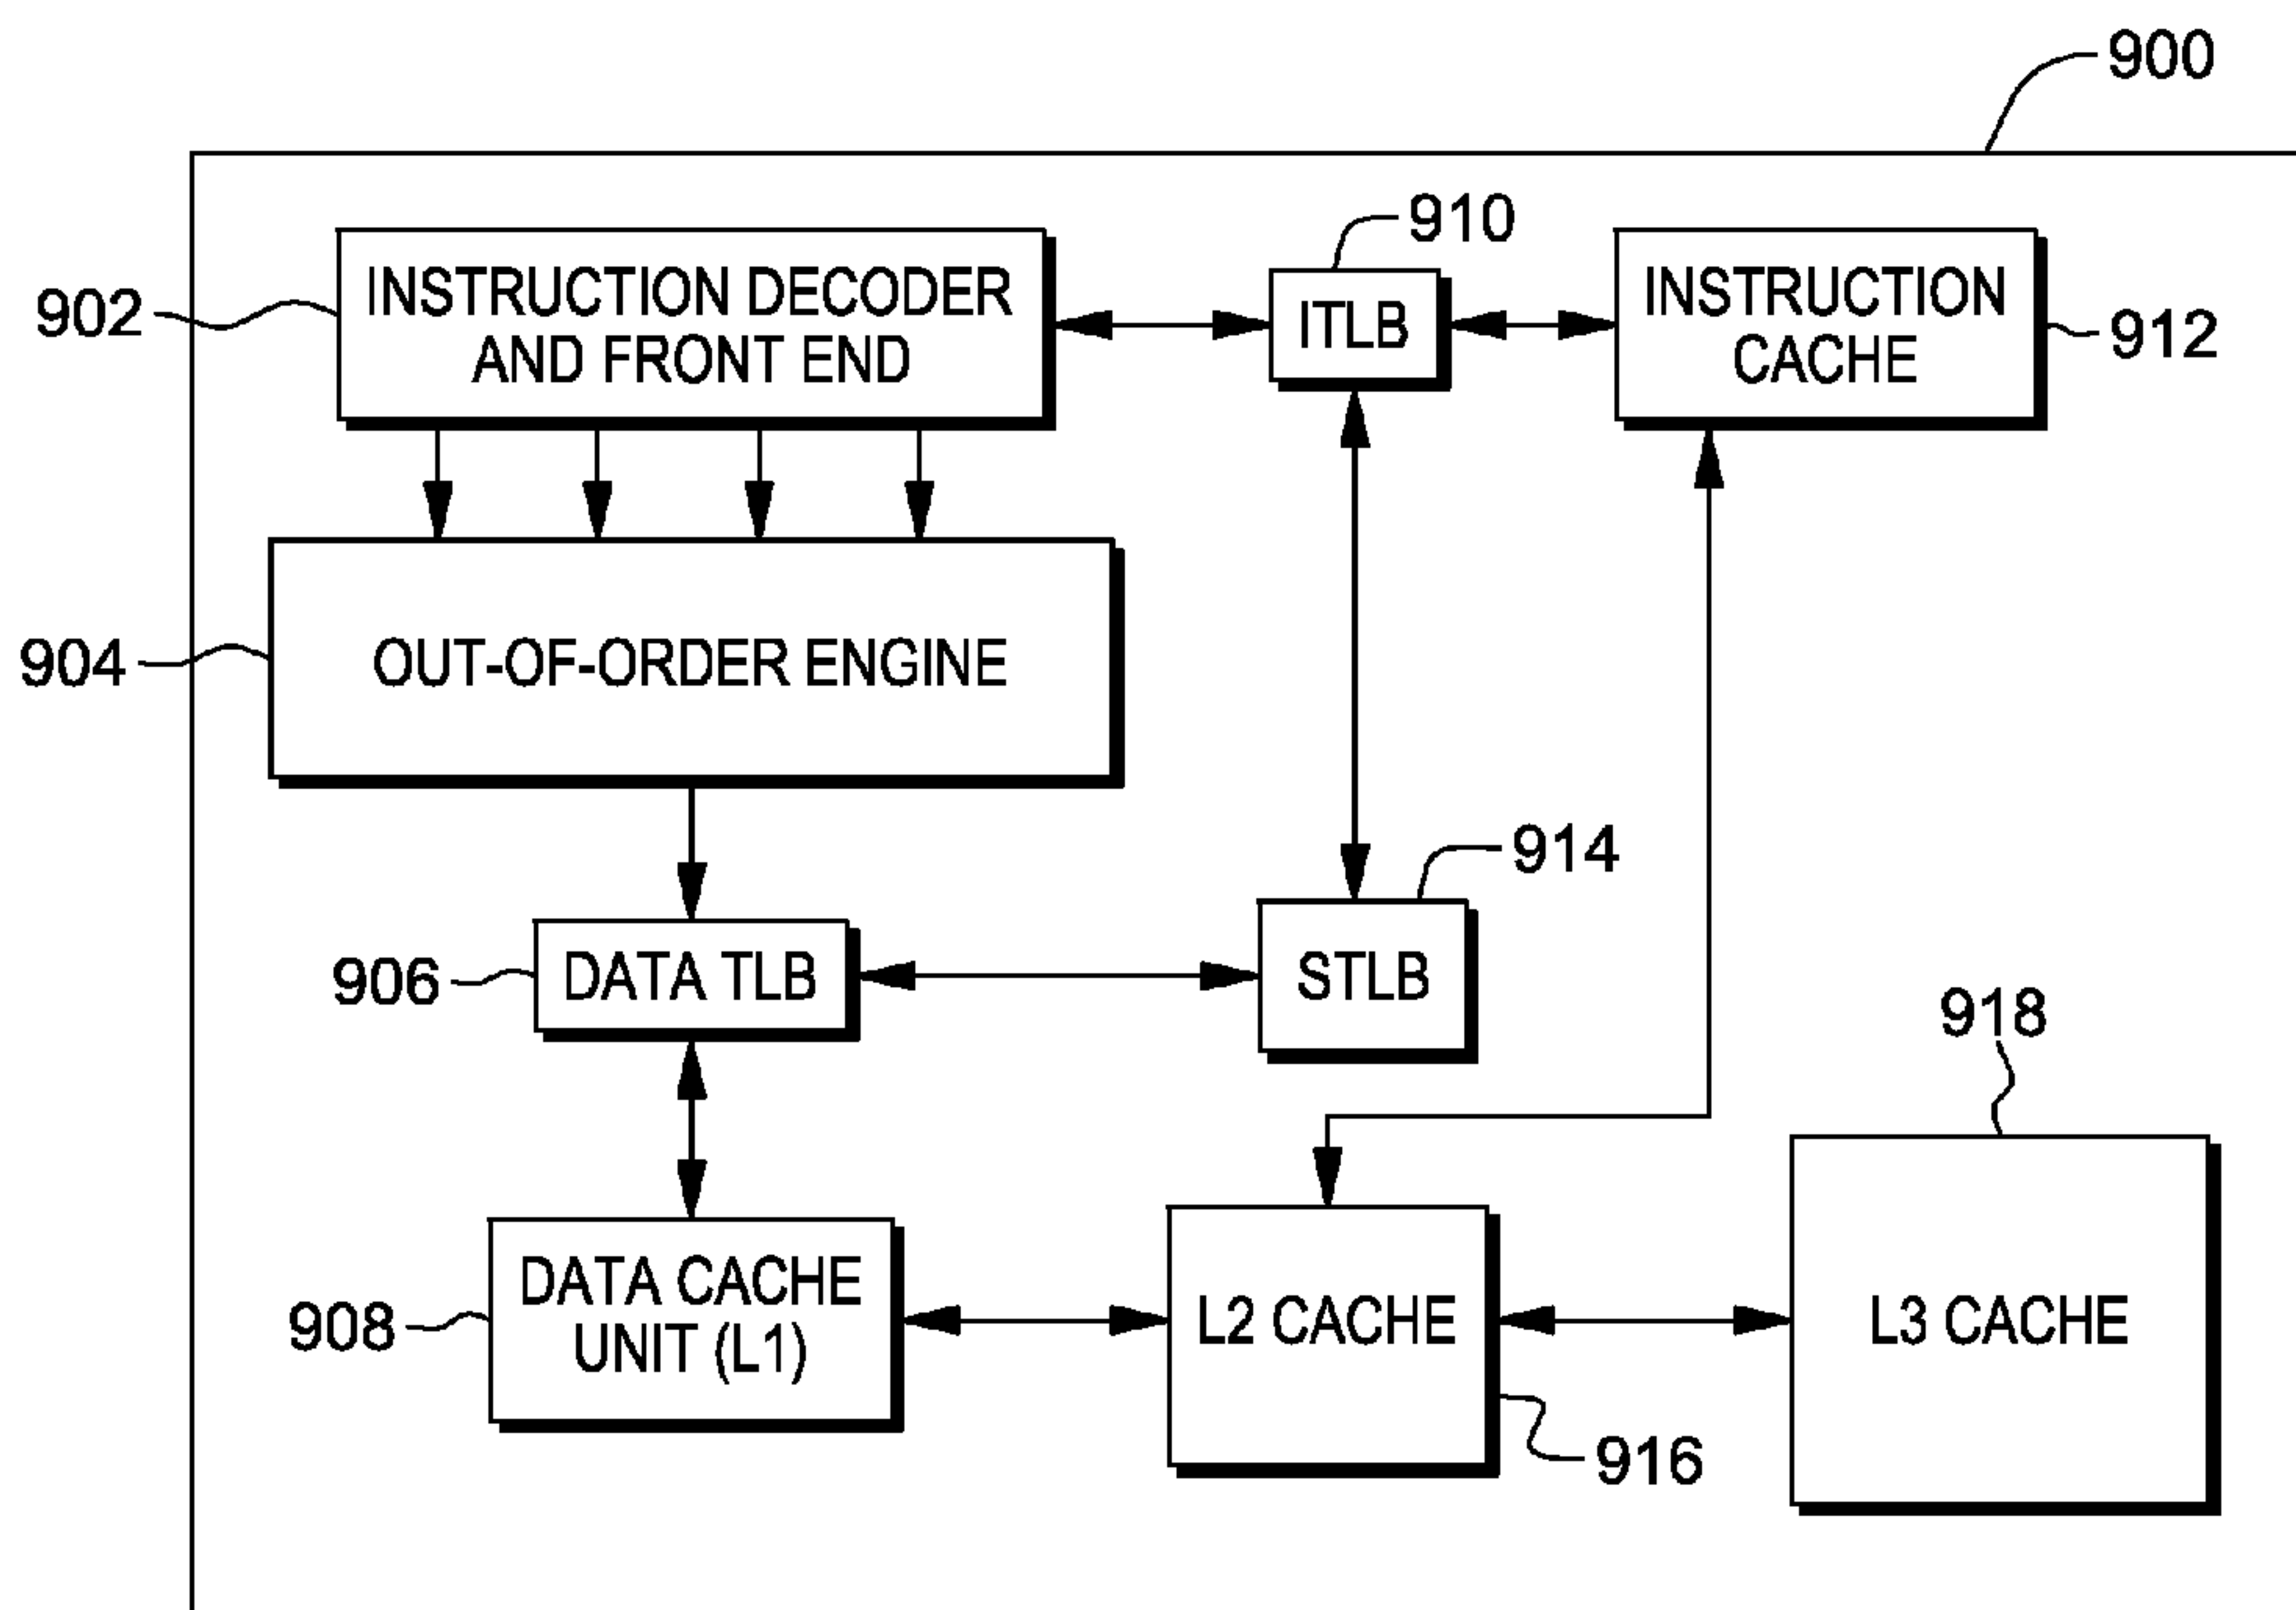 900
910
902
INSTRUCTION DECODER
AND FRONT END
ITLB
INSTRUCTION
CACHE
912
904
OUT-OF-ORDER ENGINE
914
906
DATA TLB
STLB
918
908
DATA CACHE
UNIT (L1)
L2 CACHE
L3 CACHE
916